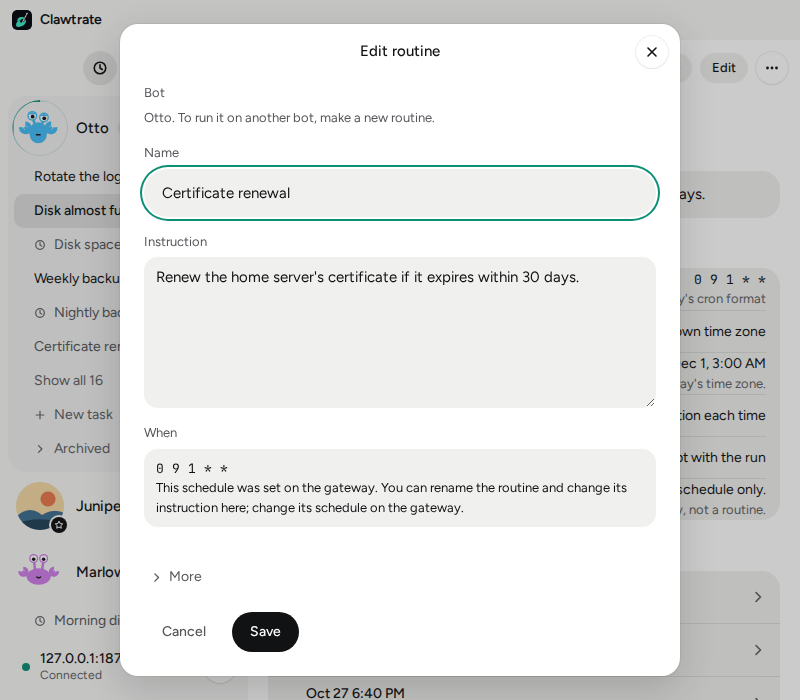 Clawtrate
Edit routine
Edit
Bot
Otto. To run it on another bot, make a new routine.
Otto
Name
Rotate the log
Certificate renewal
ays.
Disk almost fu
Disk space
Instruction
Weekly backu
Renew the home server's certificate if it expires within 30 days.
0 9 1 * *
y's cron format
Nightly bac
own time zone
Certificate ren
ec 1, 3:00 AM
Show all 16
ay's time zone.
New task
tion each time
When
Archived
ot with the run
0 9 1 * *
This schedule was set on the gateway. You can rename the routine and change its
instruction here; change its schedule on the gateway.
schedule only.
y, not a routine.
Junipe
Marlow
More
Morning di
Cancel
Save
127.0.0.1:187
Connected
Oct 27 6:40 PM